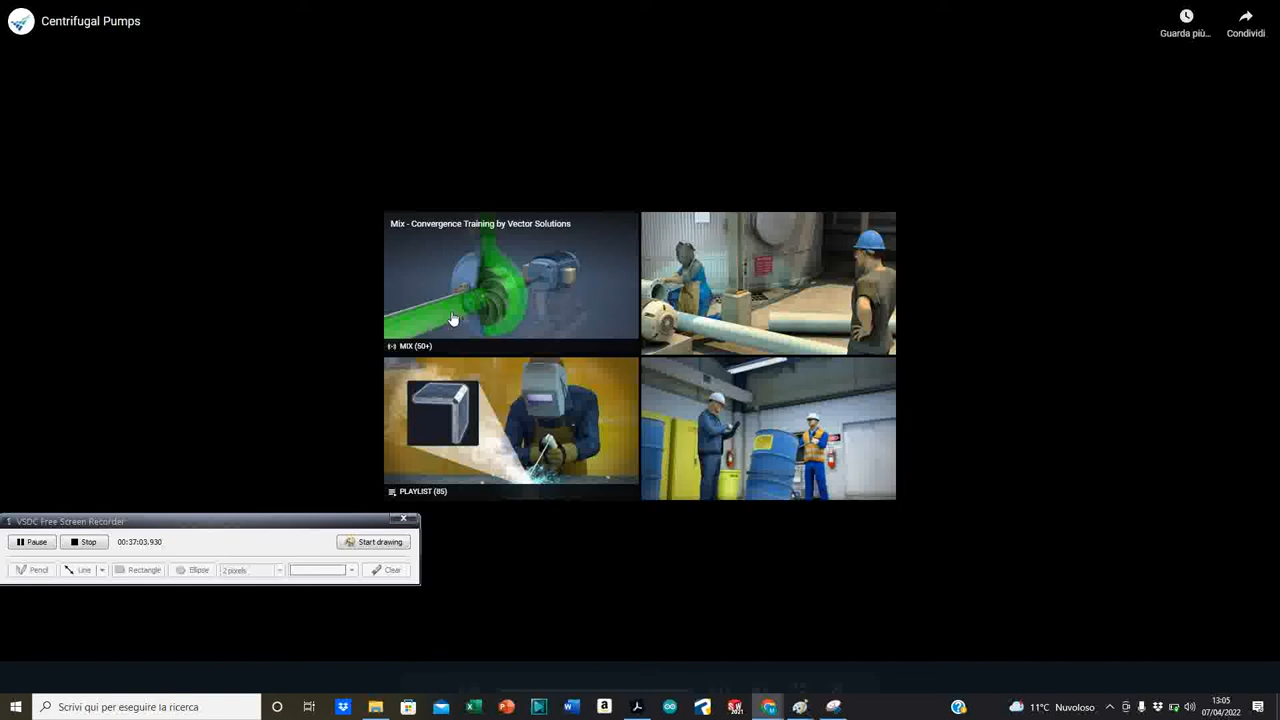 Centrifugal Pumps
Guarda più...
Condividi
Mix - Convergence Training by Vector Solutions
MIX (50+)
PLAYLIST (85)
VSDC Free Screen Recorder
Pause
Stop
00:37:03.930
Start drawing
Pencil
Line
Rectangle
Ellipse
2 pixels
Clear
Scrivi qui per eseguire la ricerca
11°C Nuvoloso
13:05
07/04/2022